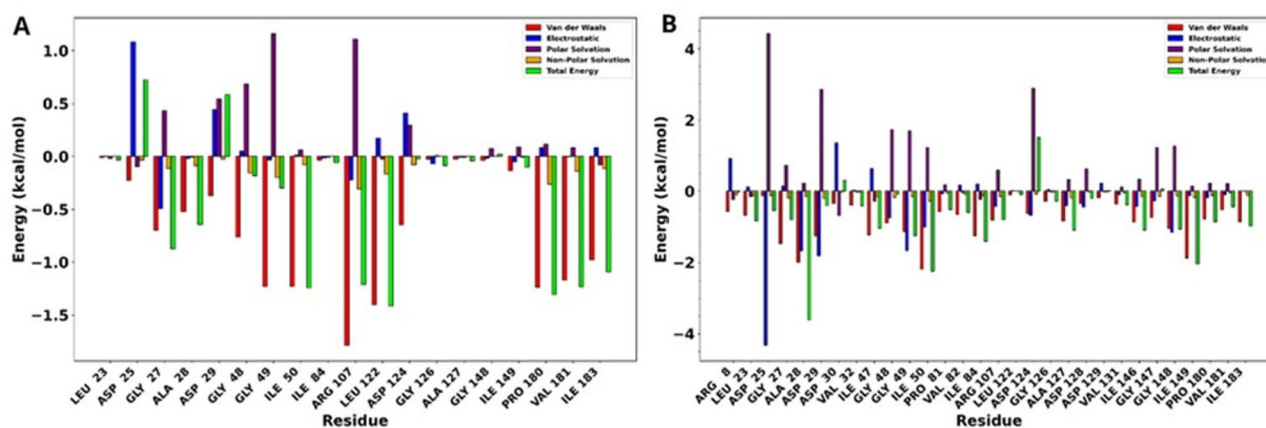 A
Van der Waals
Electrostatic
Polar Solvation
Non-Polar Solvation
Total Energy
Energy (kcal/mol)
1.0
0.5
0.0
−0.5
−1.0
−1.5
LEU 23
ASP 25
GLY 27
ALA 28
ASP 29
GLY 48
GLY 49
ILE 50
ILE 84
ARG 107
LEU 122
ASP 124
GLY 126
ALA 127
GLY 148
ILE 149
PRO 180
VAL 181
ILE 183
Residue
B
Van der Waals
Electrostatic
Polar Solvation
Non-Polar Solvation
Total Energy
Energy (kcal/mol)
4
2
0
−2
−4
ARG 8
LEU 23
ASP 25
GLY 27
ALA 28
ASP 29
ASP 30
VAL 32
ILE 47
GLY 48
GLY 49
ILE 50
PRO 81
VAL 82
ILE 84
ARG 107
LEU 122
ASP 124
GLY 126
ALA 127
ASP 128
ASP 129
VAL 131
ILE 146
GLY 147
GLY 148
ILE 149
PRO 180
VAL 181
ILE 183
Residue